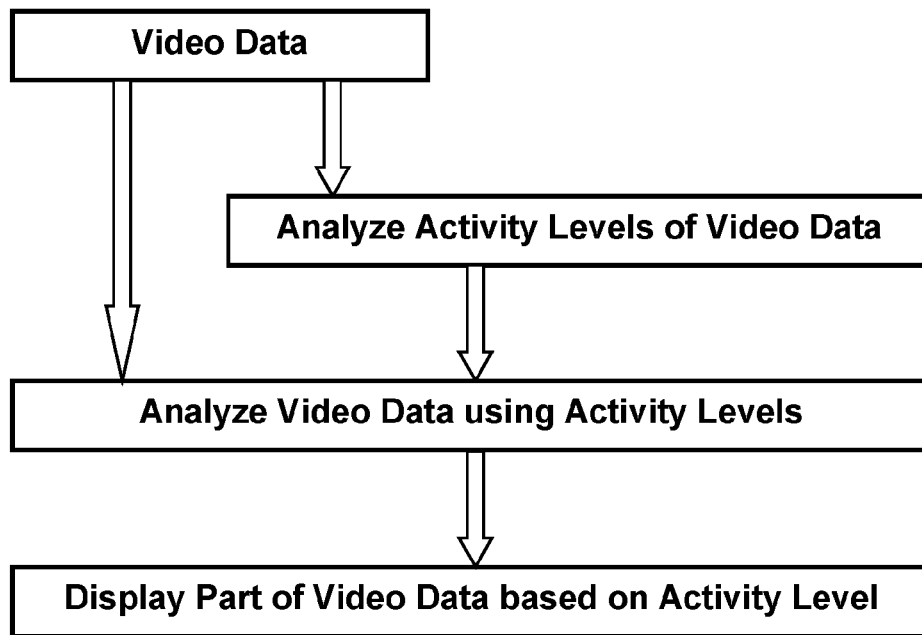 Video Data
Analyze Activity Levels of Video Data
Analyze Video Data using Activity Levels
Display Part of Video Data based on Activity Level